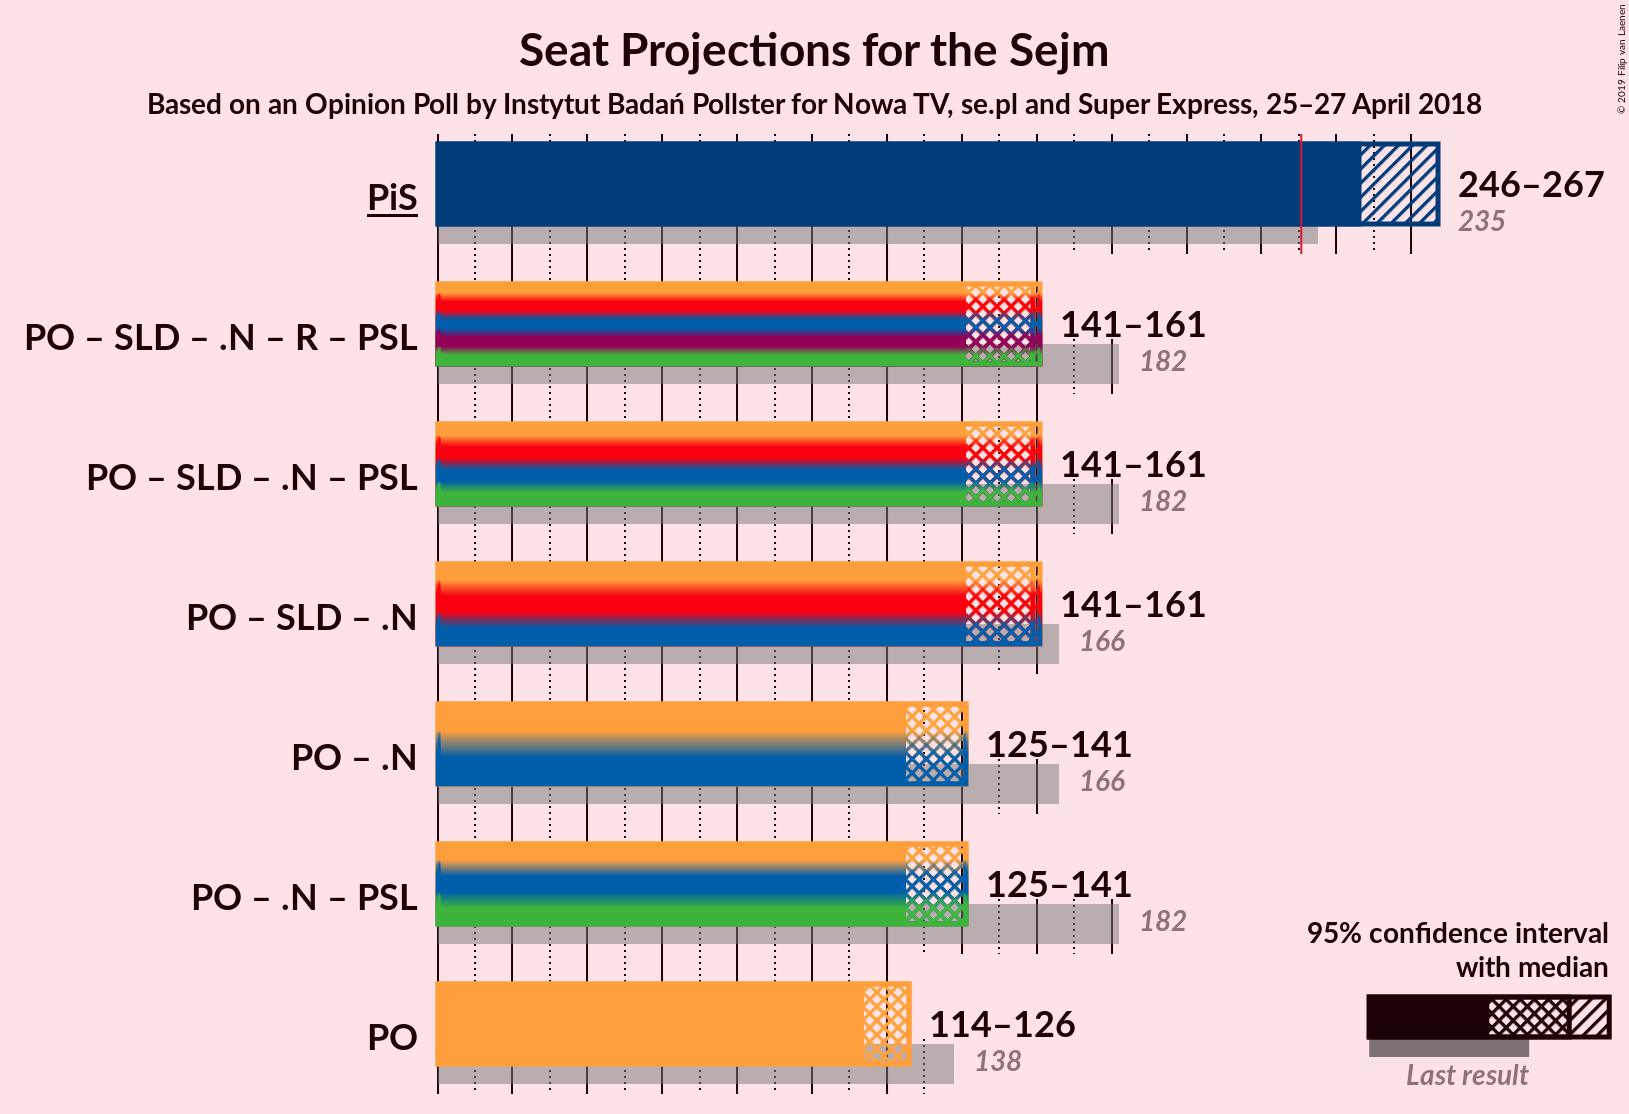 Seat Projections for the Sejm
Based on an Opinion Poll by Instytut Badań Pollster for Nowa TV, se.pl and Super Express, 25–27 April 2018
© 2019 Filip van Laenen
PiS
246–267
235
PO – SLD – .N – R – PSL
141–161
182
PO – SLD – .N – PSL
141–161
182
PO – SLD – .N
141–161
166
PO – .N
125–141
166
PO – .N – PSL
125–141
182
PO
114–126
138
95% confidence interval
with median
Last result